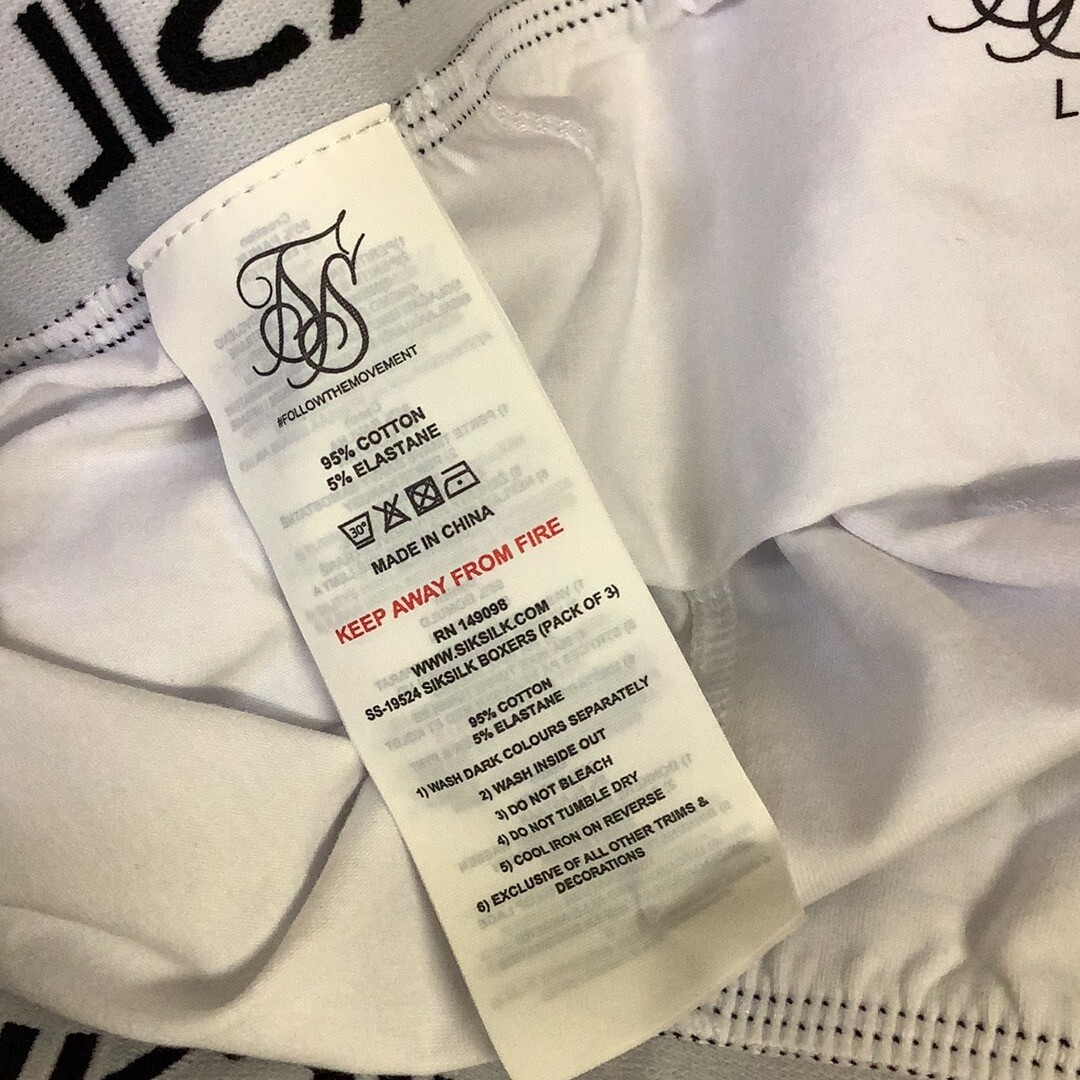 L
#FOLLOWTHEMOVEMENT
95% COTTON
5% ELASTANE
30°
MADE IN CHINA
KEEP AWAY FROM FIRE
RN 149098
WWW.SIKSILK.COM
SS-19524 SIKSILK BOXERS (PACK OF 3)
95% COTTON
5% ELASTANE
1) WASH DARK COLOURS SEPARATELY
2) WASH INSIDE OUT
3) DO NOT BLEACH
4) DO NOT TUMBLE DRY
5) COOL IRON ON REVERSE
6) EXCLUSIVE OF ALL OTHER TRIMS &
DECORATIONS